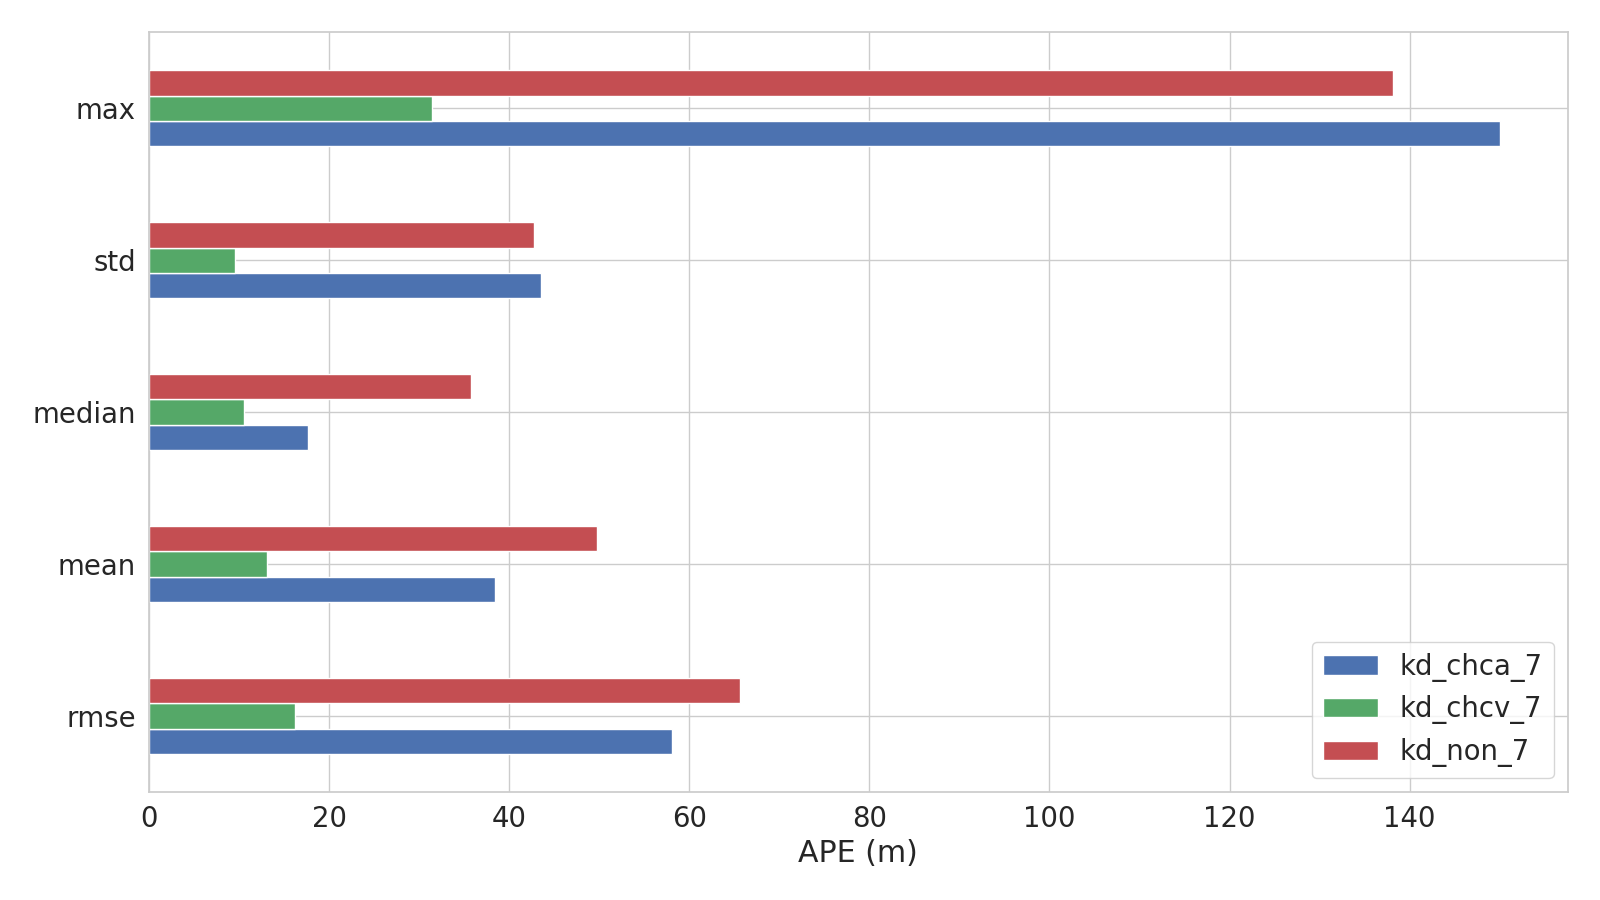 max
std
median
mean
rmse
kd_chca_7
kd_chcv_7
kd_non_7
0 20 40 60 80 100 120 140
APE (m)